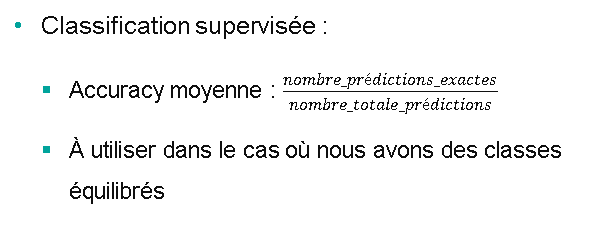 • Classification supervisée :
▪ Accuracy moyenne : nombre_prédictions_exactes / nombre_totale_prédictions
▪ À utiliser dans le cas où nous avons des classes
équilibrés